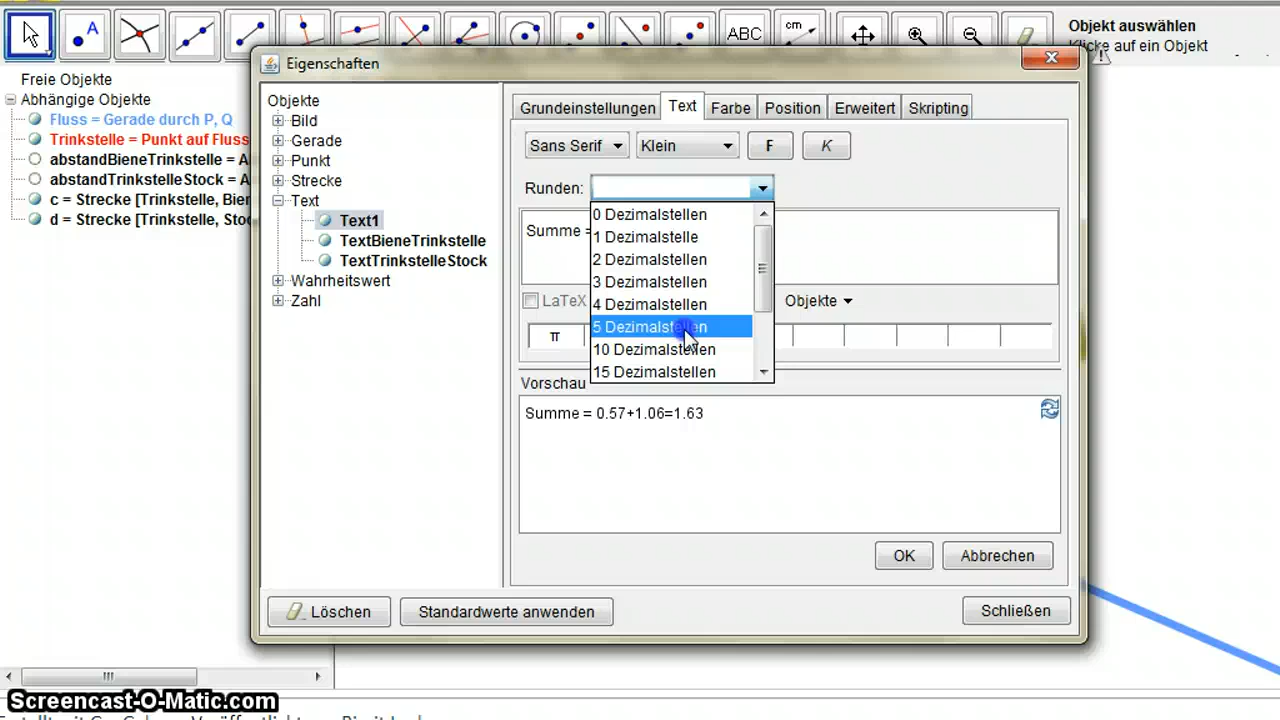 A
ABC
cm
Objekt auswählen
Klicke auf ein Objekt
Freie Objekte
Abhängige Objekte
Fluss = Gerade durch P, Q
Trinkstelle = Punkt auf Fluss
abstandBieneTrinkstelle = A
abstandTrinkstelleStock = A
c = Strecke [Trinkstelle, Bien
d = Strecke [Trinkstelle, Stoc
Eigenschaften
Objekte
Bild
Gerade
Punkt
Strecke
Text
Text1
TextBieneTrinkstelle
TextTrinkstelleStock
Wahrheitswert
Zahl
Grundeinstellungen Text Farbe Position Erweitert Skripting
Sans Serif Klein F K
Runden:
0 Dezimalstellen
1 Dezimalstelle
2 Dezimalstellen
3 Dezimalstellen
4 Dezimalstellen
5 Dezimalstellen
10 Dezimalstellen
15 Dezimalstellen
Summe =
LaTeX Objekte
π
Vorschau
Summe = 0.57+1.06=1.63
OK Abbrechen
Löschen Standardwerte anwenden Schließen
Screencast-O-Matic.com